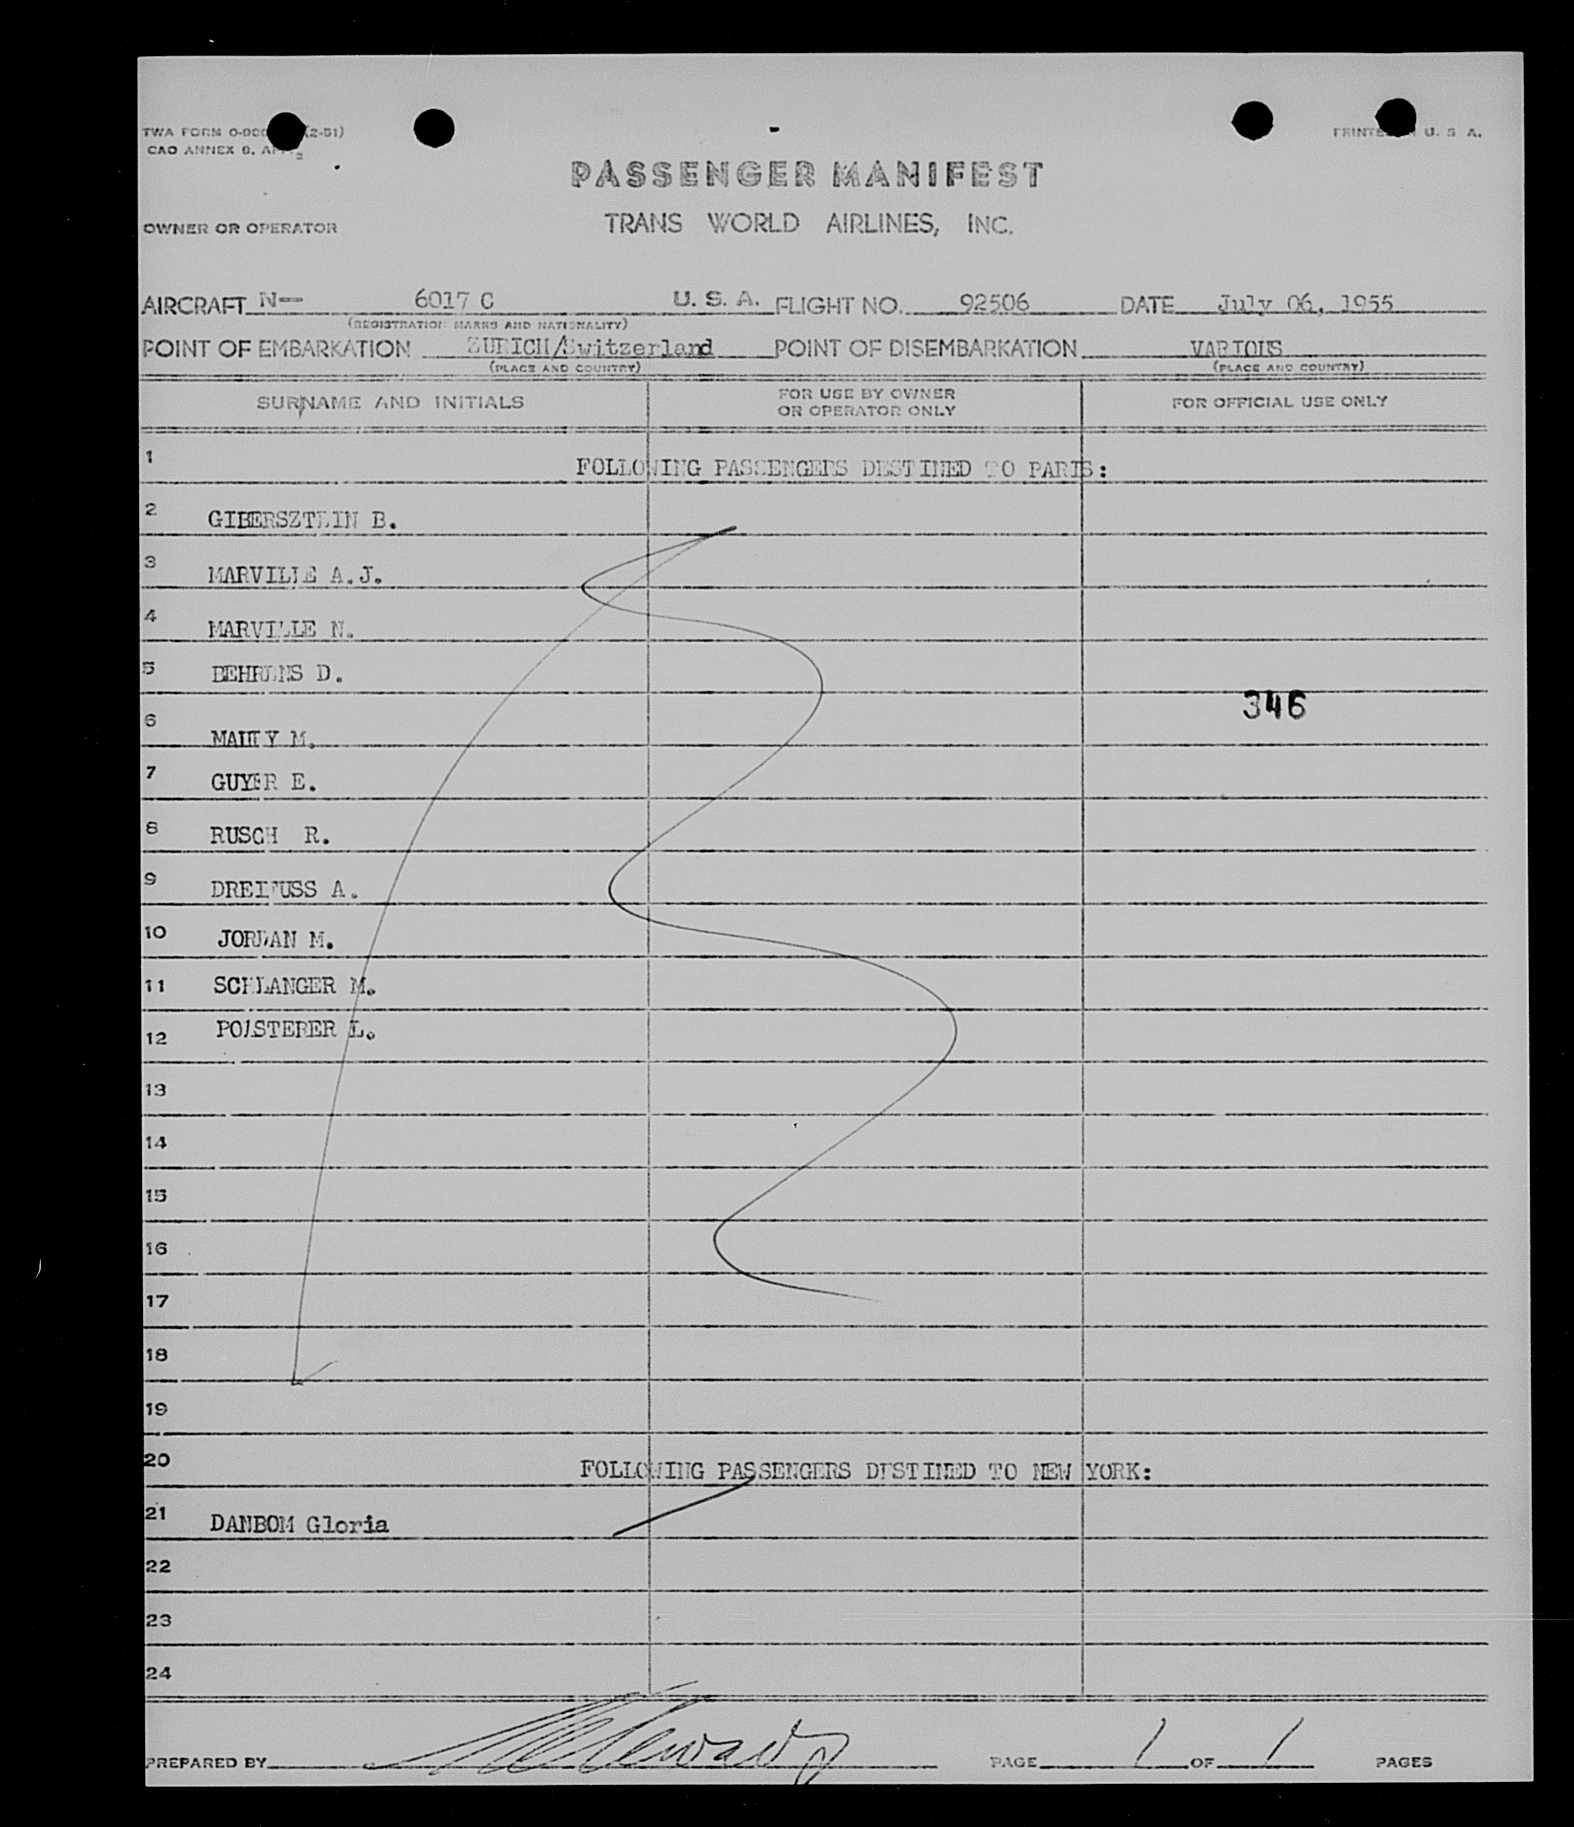 TWA FORM (2-51) PRINTED IN U. S. A.
CAO ANNEX 9.
PASSENGER MANIFEST
OWNER OR OPERATOR TRANS WORLD AIRLINES, INC.
AIRCRAFT N-- 6017 C U. S. A. FLIGHT NO. 92506 DATE July 06, 1955
(REGISTRATION MARKS AND NATIONALITY)
POINT OF EMBARKATION ZURICH/Switzerland POINT OF DISEMBARKATION VARIOUS
(PLACE AND COUNTRY) (PLACE AND COUNTRY)
SURNAME AND INITIALS FOR USE BY OWNER OR OPERATOR ONLY FOR OFFICIAL USE ONLY
1 FOLLOWING PASSENGERS DESTINED TO PARIS:
2 GIBERSZTEIN B.
3 MARVILLE A.J.
4 MARVILLE N.
5 BEHRENS D.
346
6 M.
7 GUYER E.
8 RUSCH R.
9 DREIFUSS A.
10 JORDAN M.
11 SCHLANGER M.
12 L.
13
14
15
16
17
18
19
20 FOLLOWING PASSENGERS DESTINED TO NEW YORK:
21 DANBOM Gloria
22
23
24
PREPARED BY PAGE 1 OF 1 PAGES